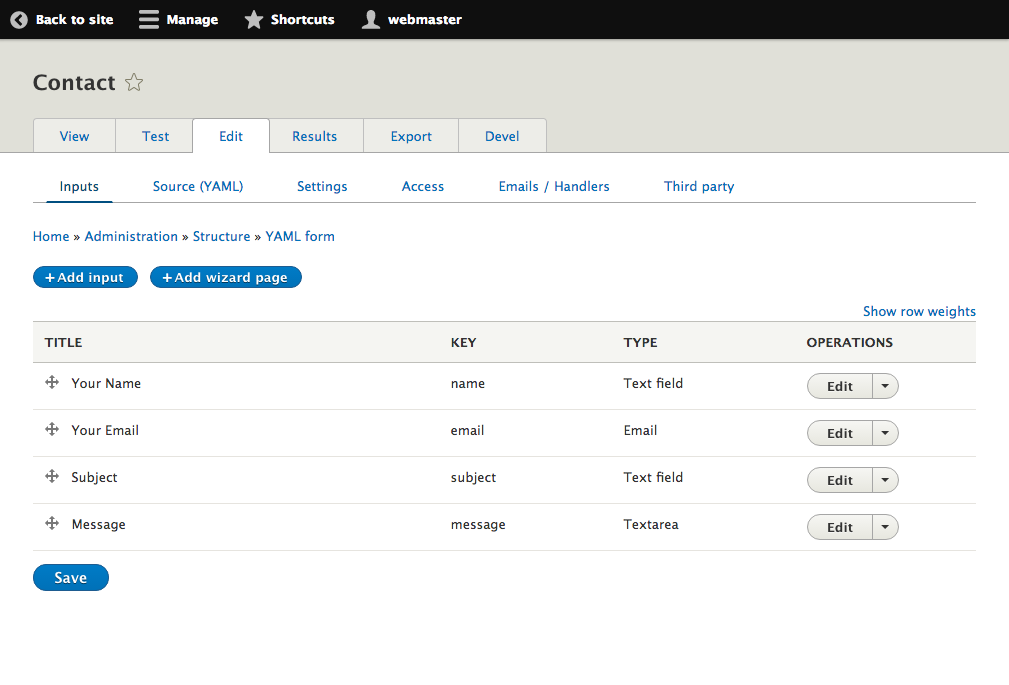 Back to site Manage Shortcuts webmaster
Contact
View Test Edit Results Export Devel
Inputs Source (YAML) Settings Access Emails / Handlers Third party
Home » Administration » Structure » YAML form
+Add input +Add wizard page
Show row weights
TITLE KEY TYPE OPERATIONS
Your Name name Text field Edit
Your Email email Email Edit
Subject subject Text field Edit
Message message Textarea Edit
Save